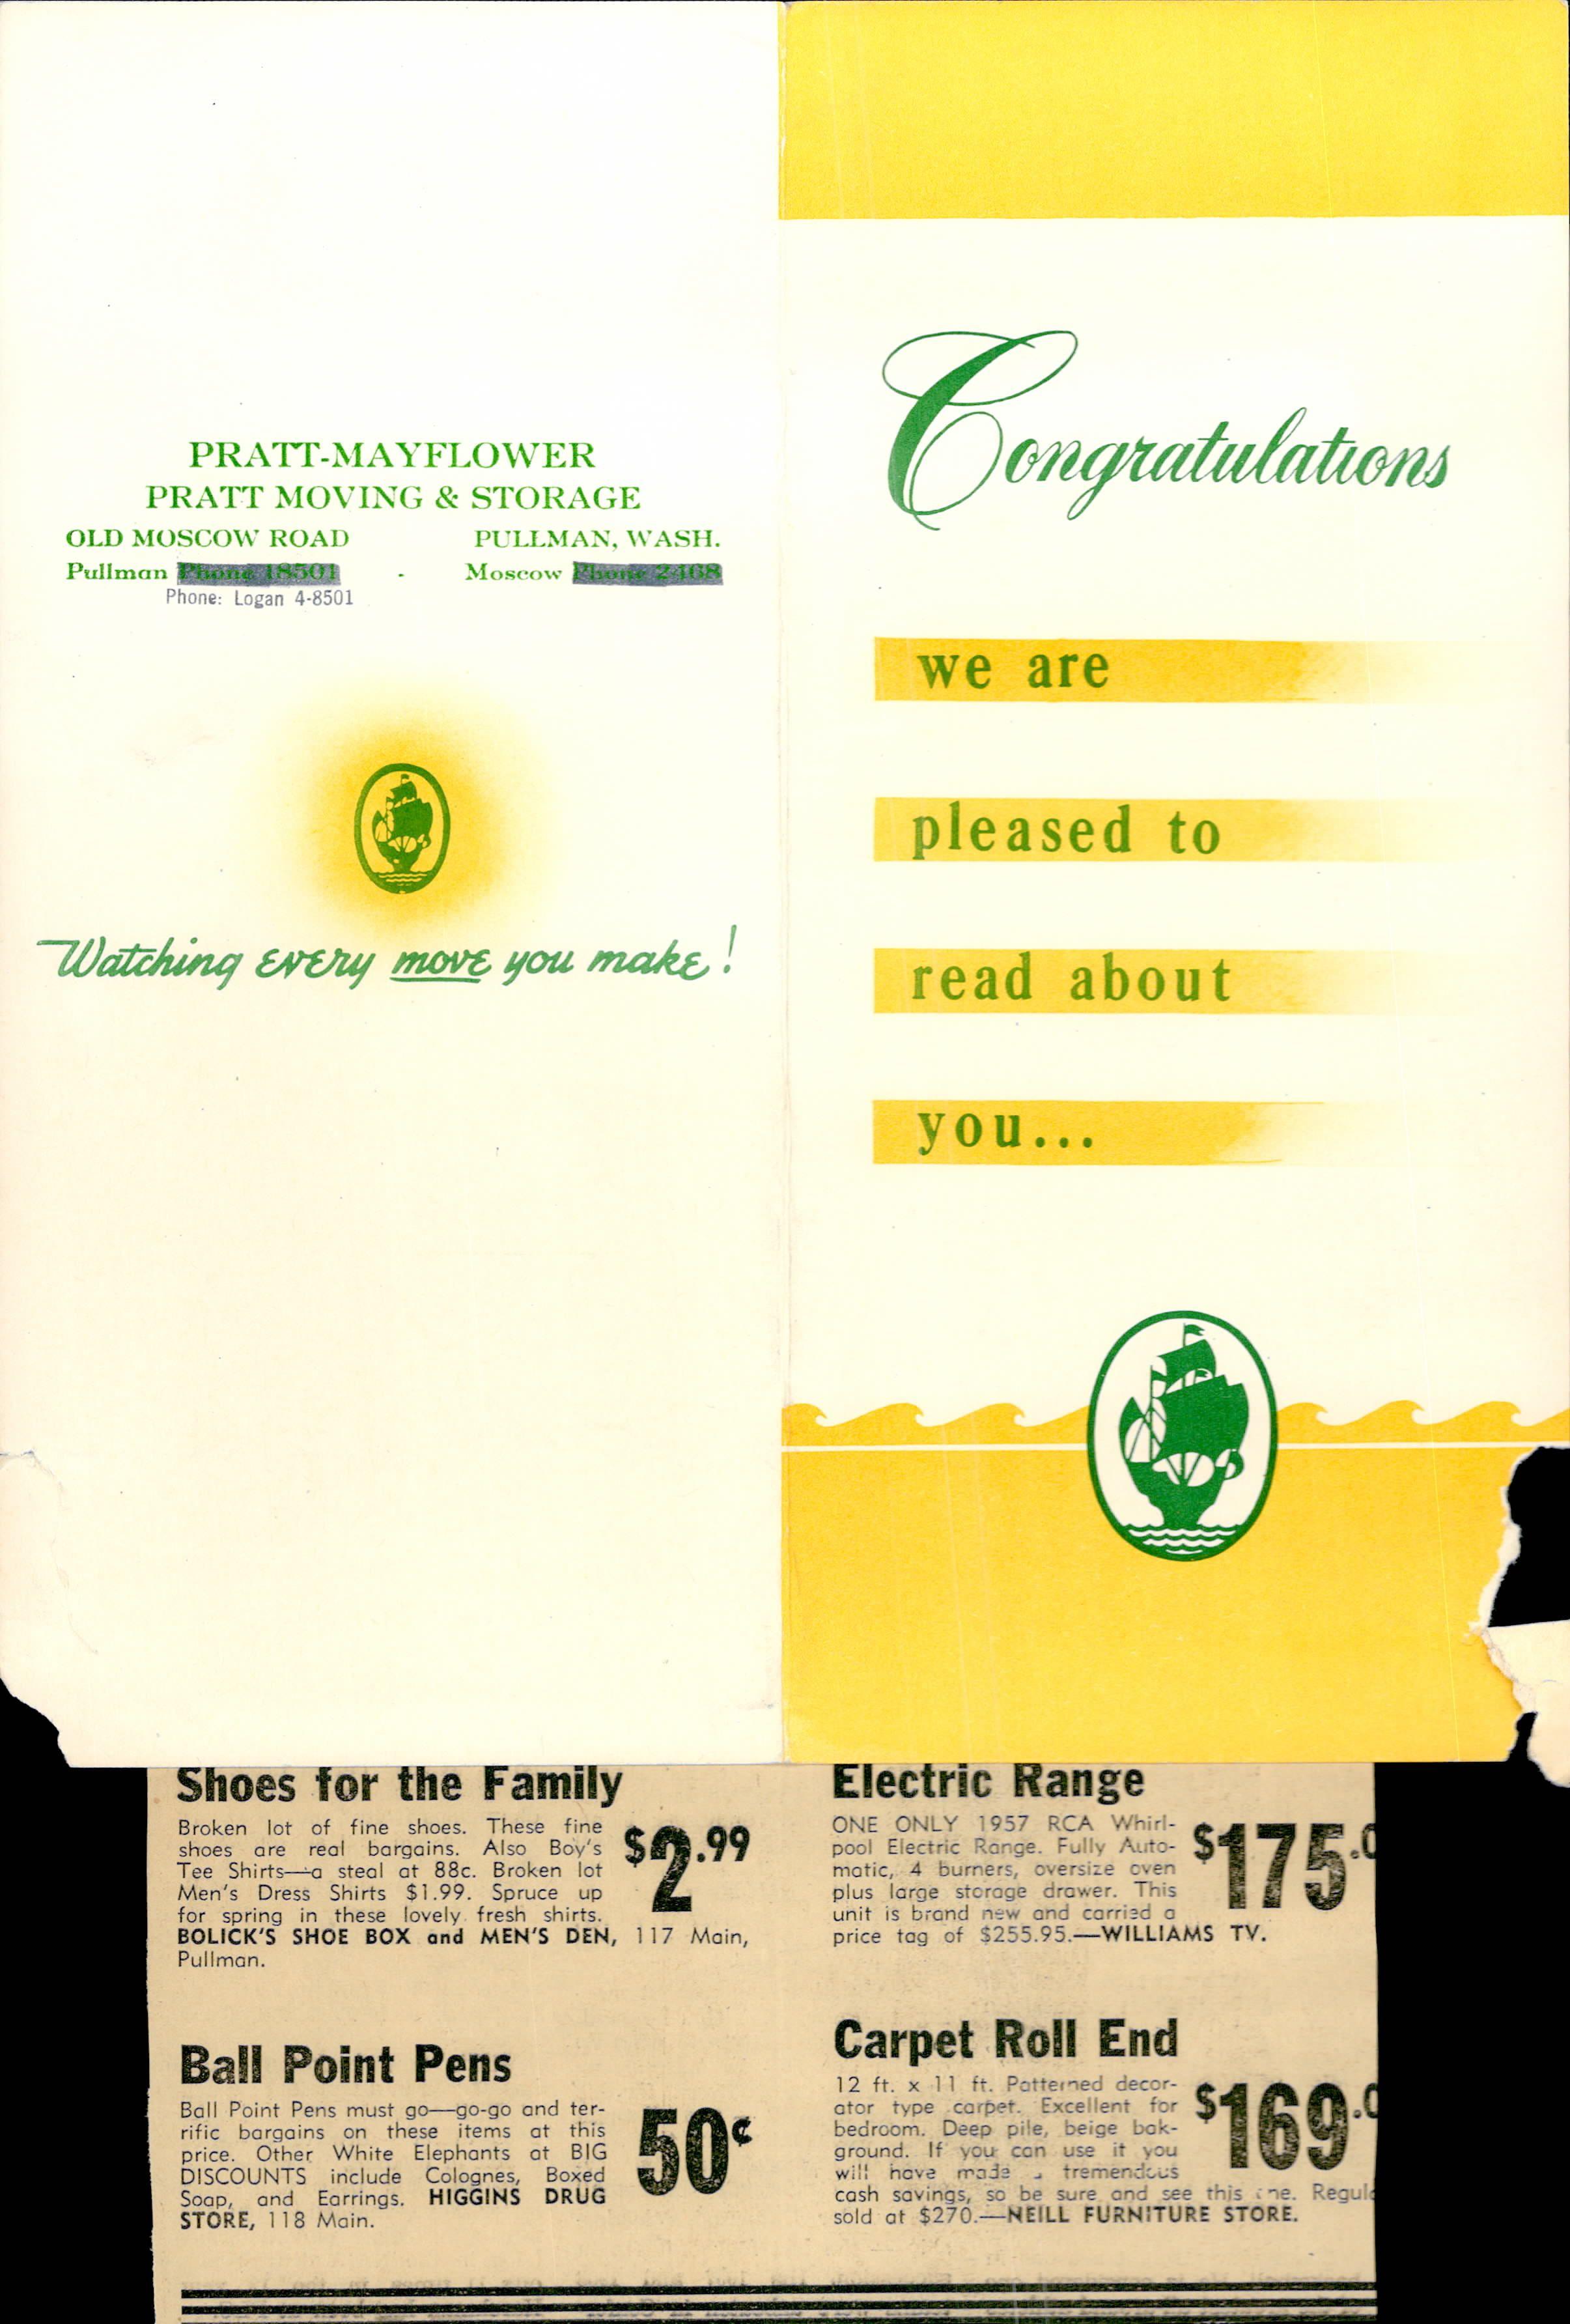 PRATT-MAYFLOWER
PRATT MOVING & STORAGE
OLD MOSCOW ROAD PULLMAN, WASH.
Pullman Phone 18501 - Moscow Phone 2468
Phone: Logan 4-8501
Watching every move you make!
Congratulations
we are
pleased to
read about
you...
Shoes for the Family
Broken lot of fine shoes. These fine
shoes are real bargains. Also Boy's
Tee Shirts—a steal at 88c. Broken lot
Men's Dress Shirts $1.99. Spruce up
for spring in these lovely fresh shirts.
BOLICK'S SHOE BOX and MEN'S DEN, 117 Main,
Pullman.
$2.99
Ball Point Pens
Ball Point Pens must go—go-go and ter-
rific bargains on these items at this
price. Other White Elephants at BIG
DISCOUNTS include Colognes, Boxed
Soap, and Earrings. HIGGINS DRUG
STORE, 118 Main.
50¢
Electric Range
ONE ONLY 1957 RCA Whirl-
pool Electric Range. Fully Auto-
matic, 4 burners, oversize oven
plus large storage drawer. This
unit is brand new and carried a
price tag of $255.95.—WILLIAMS TV.
$175.0
Carpet Roll End
12 ft. x 11 ft. Patterned decor-
ator type carpet. Excellent for
bedroom. Deep pile, beige bak-
ground. If you can use it you
will have made a tremendous
cash savings, so be sure and see this one. Regul
sold at $270.—NEILL FURNITURE STORE.
$169.0